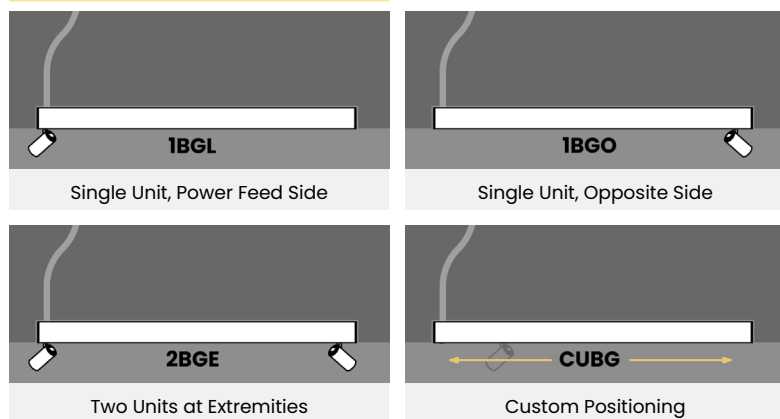 1BGL
1BGO
Single Unit, Power Feed Side
Single Unit, Opposite Side
2BGE
CUBG
Two Units at Extremities
Custom Positioning